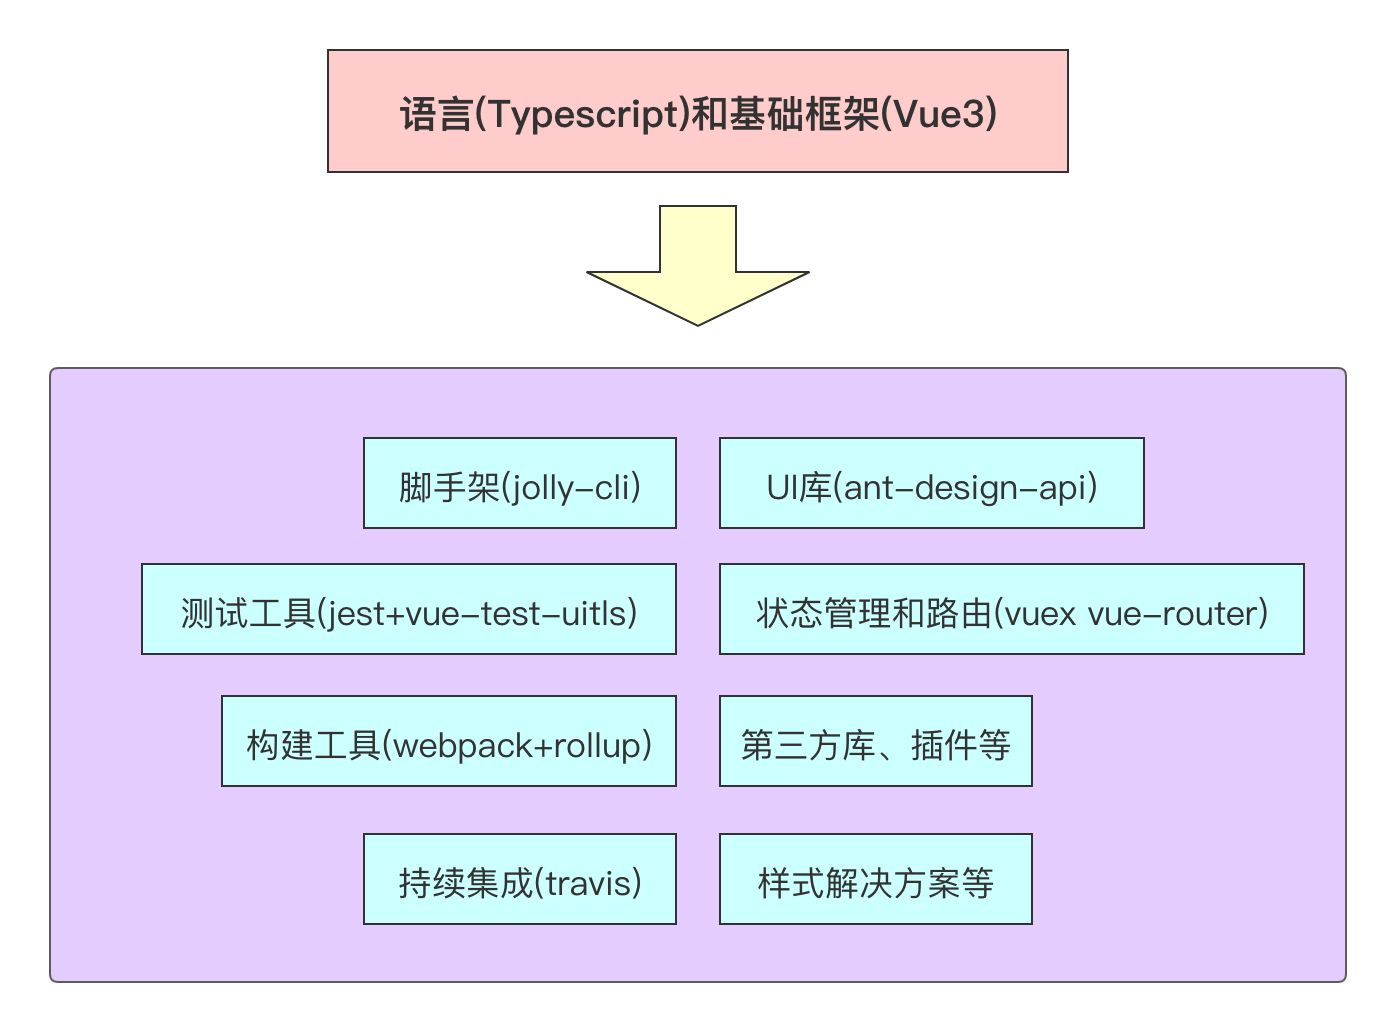 语言(Typescript)和基础框架(Vue3)
脚手架(jolly-cli)
UI库(ant-design-api)
测试工具(jest+vue-test-uitls)
状态管理和路由(vuex vue-router)
构建工具(webpack+rollup)
第三方库、插件等
持续集成(travis)
样式解决方案等